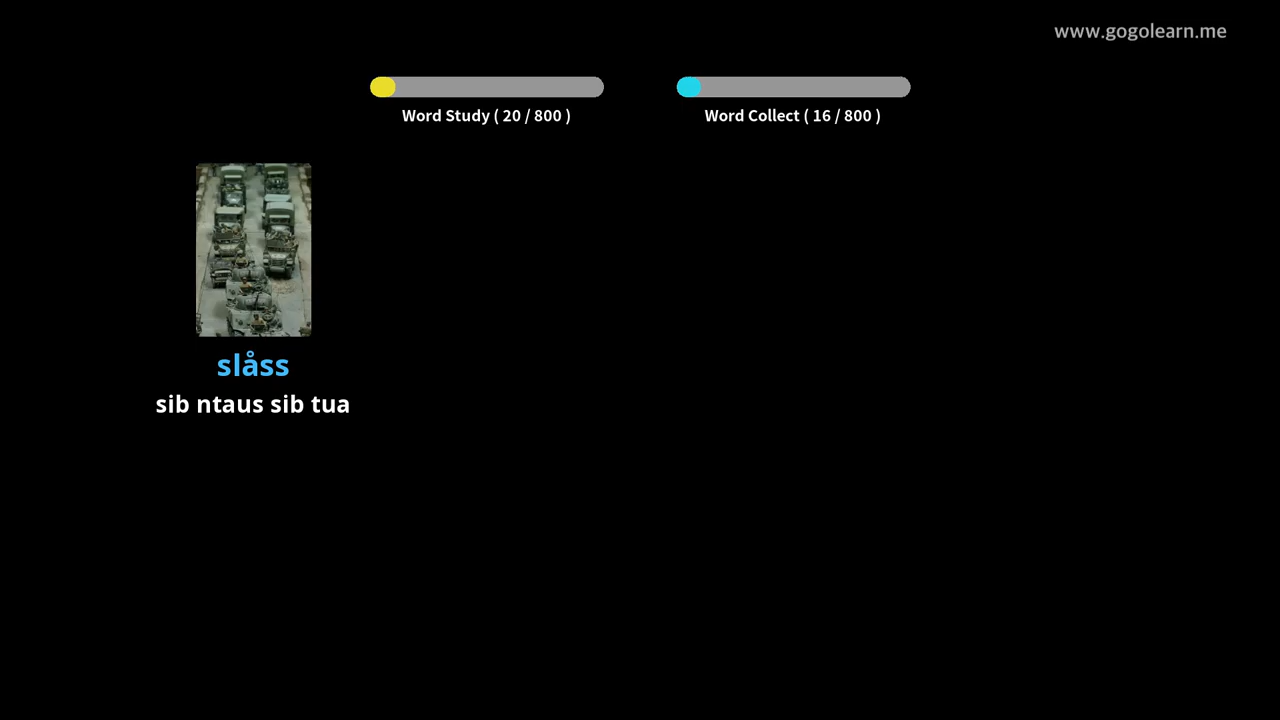 www.gogolearn.me
Word Study ( 20 / 800 )
Word Collect ( 16 / 800 )
slåss
sib ntaus sib tua